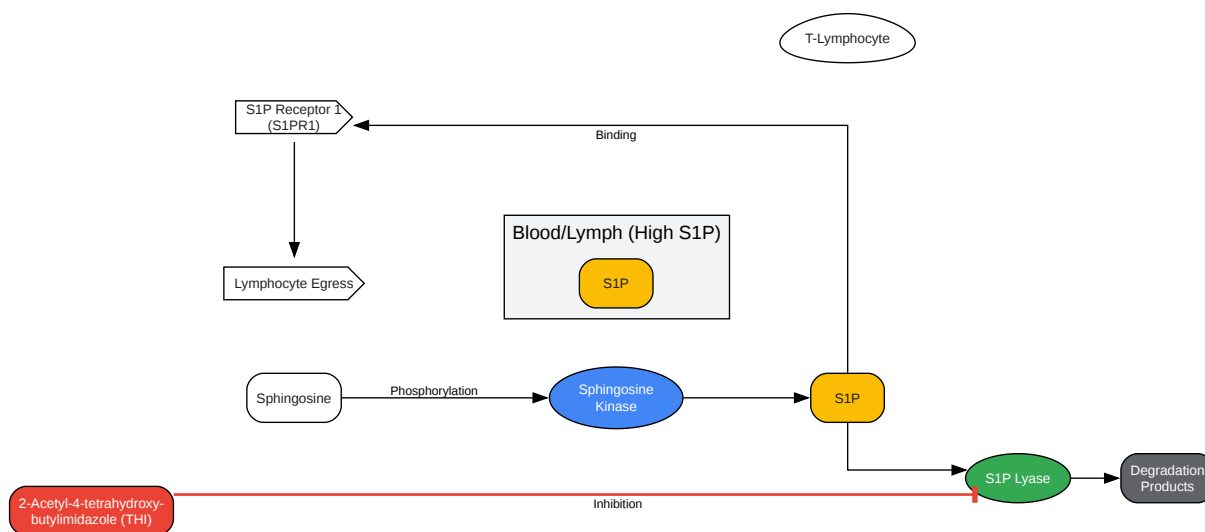 T-Lymphocyte
S1P Receptor 1
(S1PR1)
Binding
Blood/Lymph (High S1P)
S1P
Lymphocyte Egress
Sphingosine
Phosphorylation
Sphingosine
Kinase
S1P
S1P Lyase
Degradation
Products
2-Acetyl-4-tetrahydroxy-
butylimidazole (THI)
Inhibition